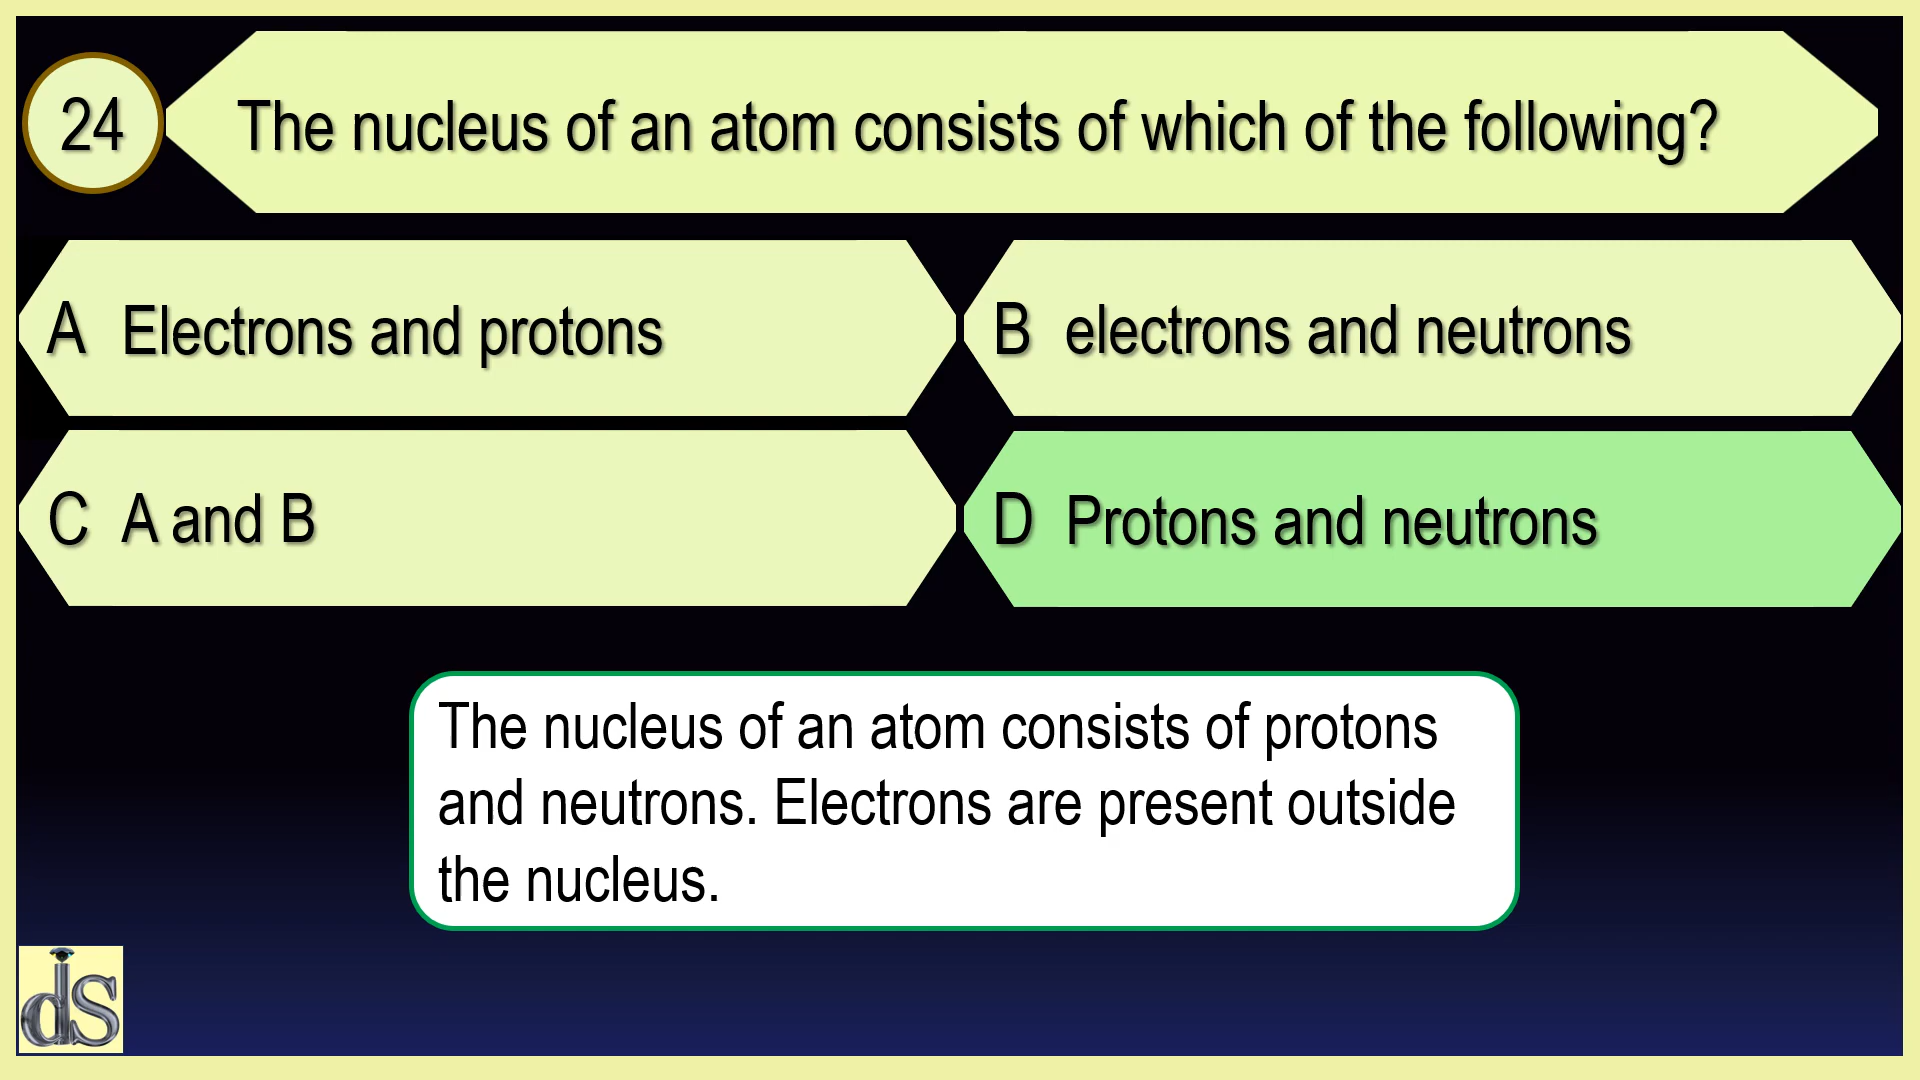 24
The nucleus of an atom consists of which of the following?
A Electrons and protons
B electrons and neutrons
C A and B
D Protons and neutrons
The nucleus of an atom consists of protons
and neutrons. Electrons are present outside
the nucleus.
dis